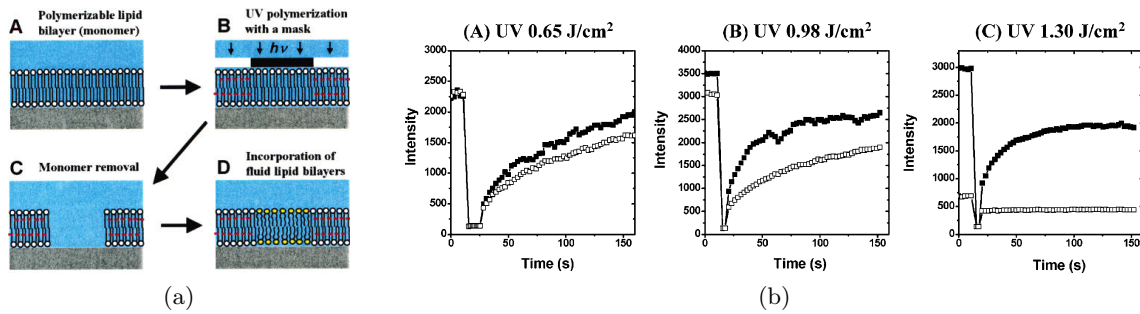 A Polymerizable lipid
bilayer (monomer)
B UV polymerization
with a mask
hν
C Monomer removal
D Incorporation of
fluid lipid bilayers
(a)
(A) UV 0.65 J/cm²
3000
2500
2000
1500
1000
500
0
Intensity
0 50 100 150
Time (s)
(B) UV 0.98 J/cm²
4000
3500
3000
2500
2000
1500
1000
500
0
Intensity
0 50 100 150
Time (s)
(C) UV 1.30 J/cm²
3000
2500
2000
1500
1000
500
0
Intensity
0 50 100 150
Time (s)
(b)